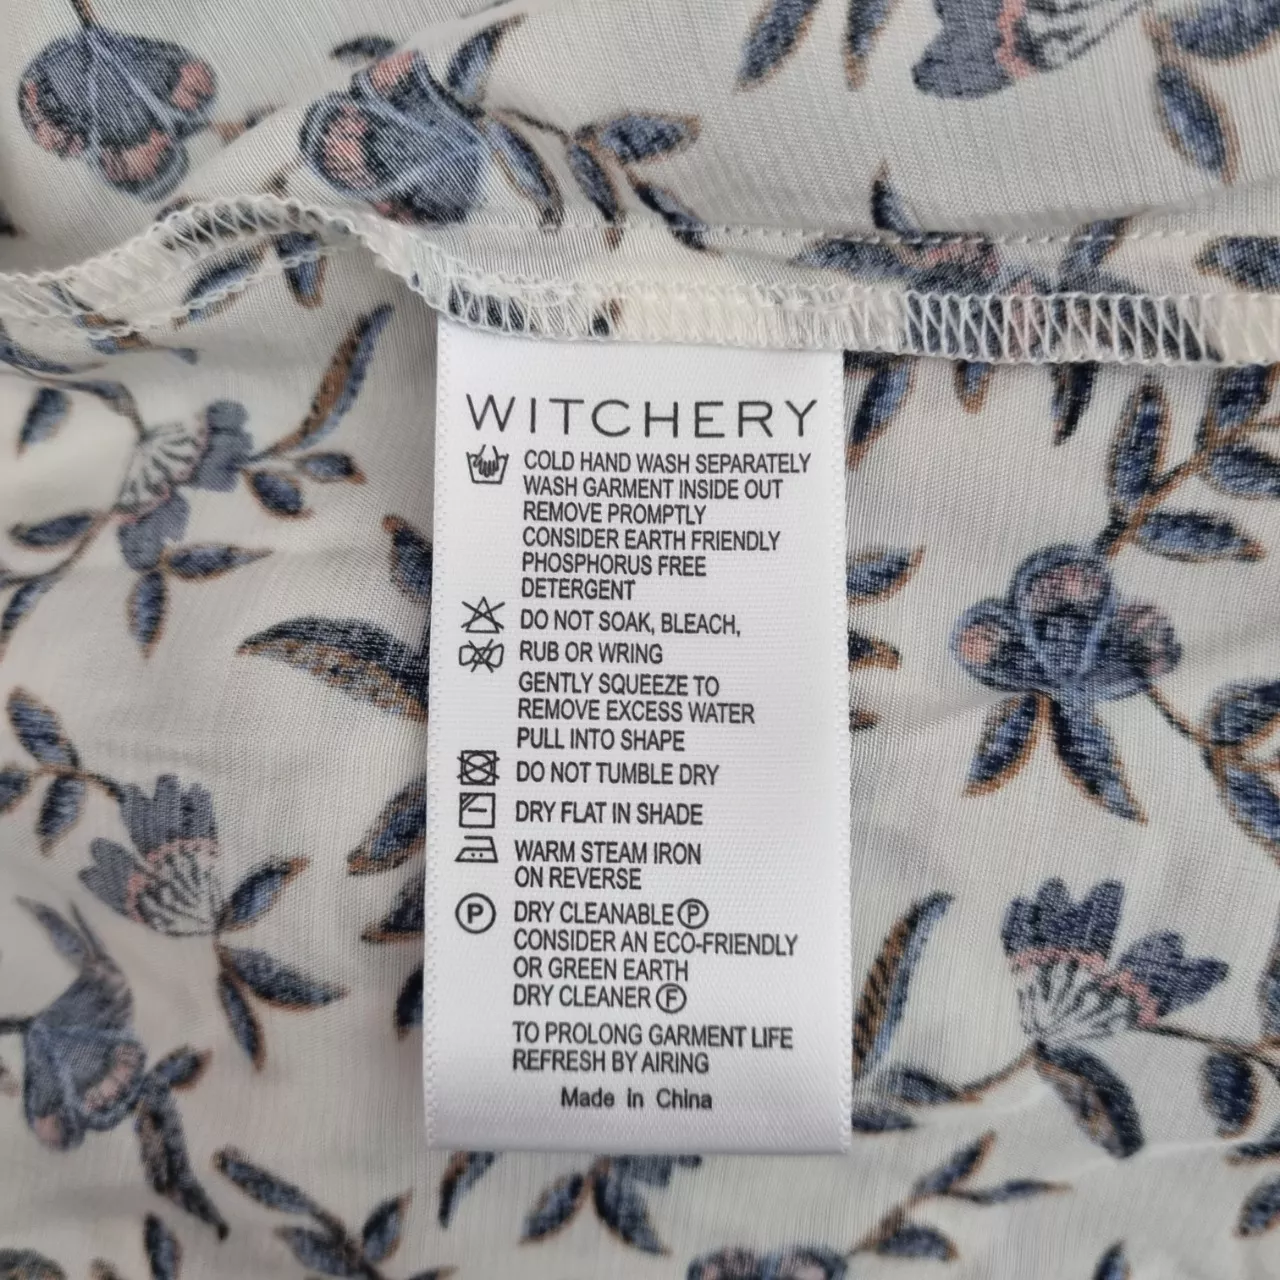 WITCHERY
COLD HAND WASH SEPARATELY
WASH GARMENT INSIDE OUT
REMOVE PROMPTLY
CONSIDER EARTH FRIENDLY
PHOSPHORUS FREE
DETERGENT
DO NOT SOAK, BLEACH,
RUB OR WRING
GENTLY SQUEEZE TO
REMOVE EXCESS WATER
PULL INTO SHAPE
DO NOT TUMBLE DRY
DRY FLAT IN SHADE
WARM STEAM IRON
ON REVERSE
P DRY CLEANABLE P
CONSIDER AN ECO-FRIENDLY
OR GREEN EARTH
DRY CLEANER F
TO PROLONG GARMENT LIFE
REFRESH BY AIRING
Made in China